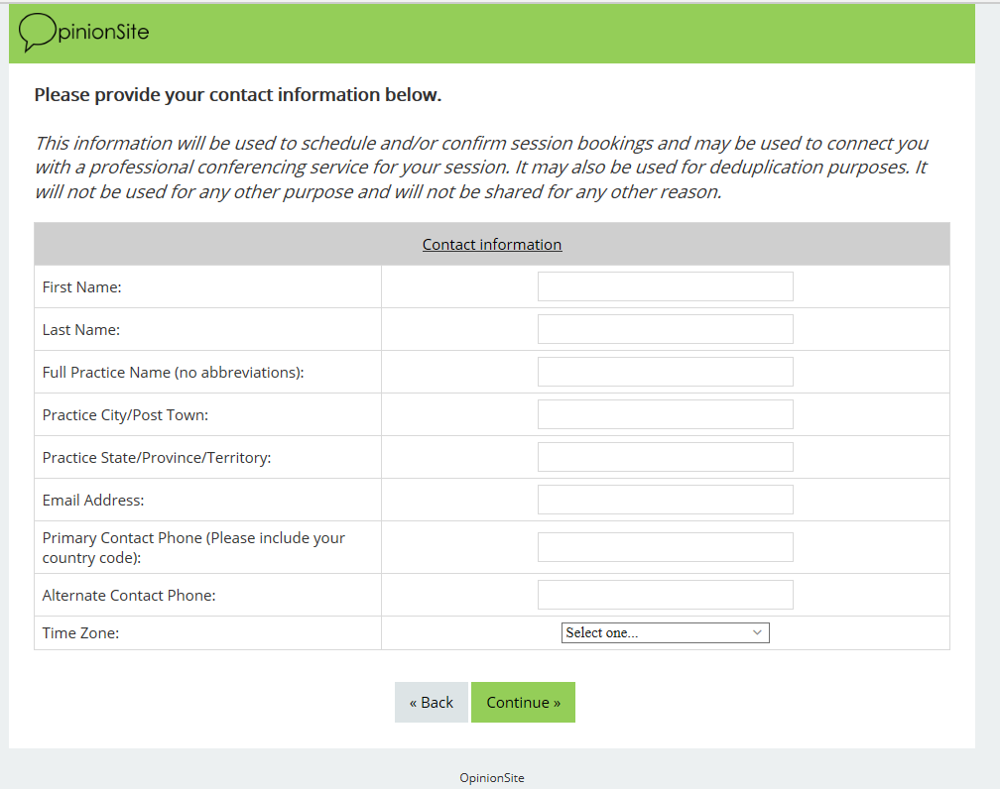 OpinionSite
Please provide your contact information below.
This information will be used to schedule and/or confirm session bookings and may be used to connect you
with a professional conferencing service for your session. It may also be used for deduplication purposes. It
will not be used for any other purpose and will not be shared for any other reason.
Contact information
First Name:
Last Name:
Full Practice Name (no abbreviations):
Practice City/Post Town:
Practice State/Province/Territory:
Email Address:
Primary Contact Phone (Please include your
country code):
Alternate Contact Phone:
Time Zone:
Select one...
« Back
Continue »
OpinionSite